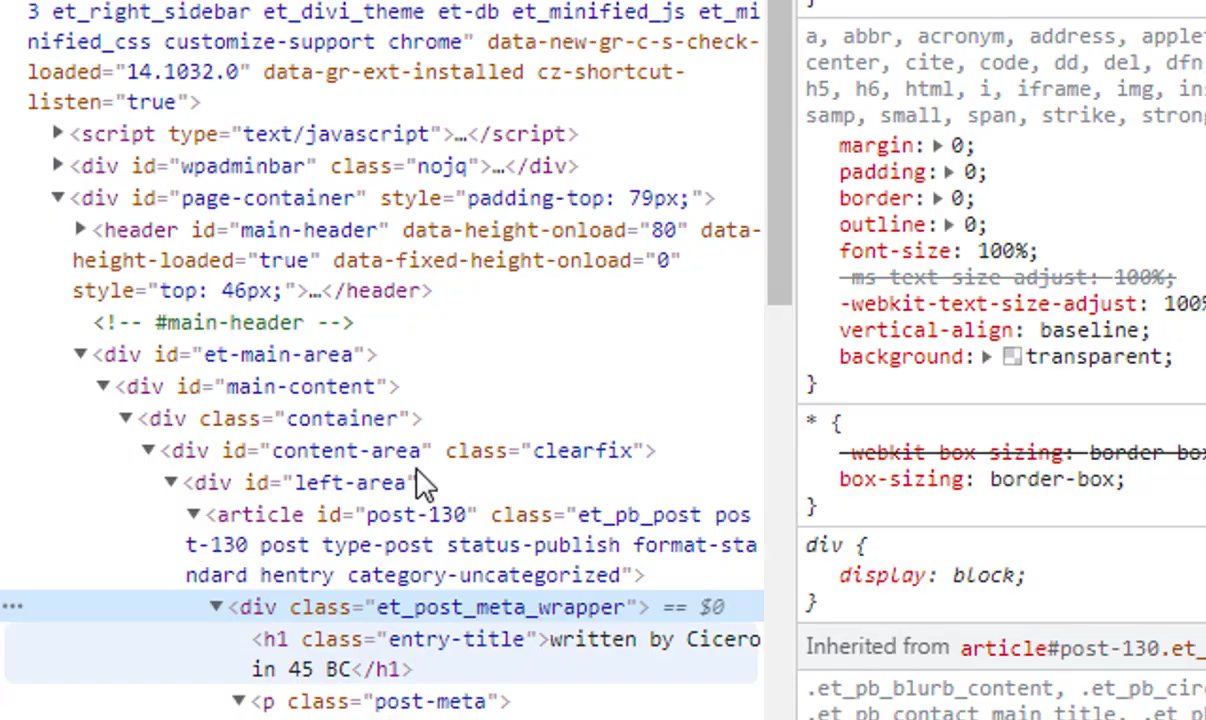 3 et_right_sidebar et_divi_theme et-db et_minified_js et_mi
nified_css customize-support chrome" data-new-gr-c-s-check-
loaded="14.1032.0" data-gr-ext-installed cz-shortcut-
listen="true">
<script type="text/javascript">…</script>
<div id="wpadminbar" class="nojq">…</div>
<div id="page-container" style="padding-top: 79px;">
<header id="main-header" data-height-onload="80" data-
height-loaded="true" data-fixed-height-onload="0"
style="top: 46px;">…</header>
<!-- #main-header -->
<div id="et-main-area">
<div id="main-content">
<div class="container">
<div id="content-area" class="clearfix">
<div id="left-area"
<article id="post-130" class="et_pb_post pos
t-130 post type-post status-publish format-sta
ndard hentry category-uncategorized">
<div class="et_post_meta_wrapper"> == $0
<h1 class="entry-title">written by Cicero
in 45 BC</h1>
<p class="post-meta">
}
a, abbr, acronym, address, applet
center, cite, code, dd, del, dfn,
h5, h6, html, i, iframe, img, ins
samp, small, span, strike, strong
margin: 0;
padding: 0;
border: 0;
outline: 0;
font-size: 100%;
-ms-text-size-adjust: 100%;
-webkit-text-size-adjust: 100%
vertical-align: baseline;
background: transparent;
}
* {
-webkit-box-sizing: border-box
box-sizing: border-box;
}
div {
display: block;
}
Inherited from article#post-130.et_
.et_pb_blurb_content, .et_pb_cir
.et_pb_contact_main_title, .et_pb